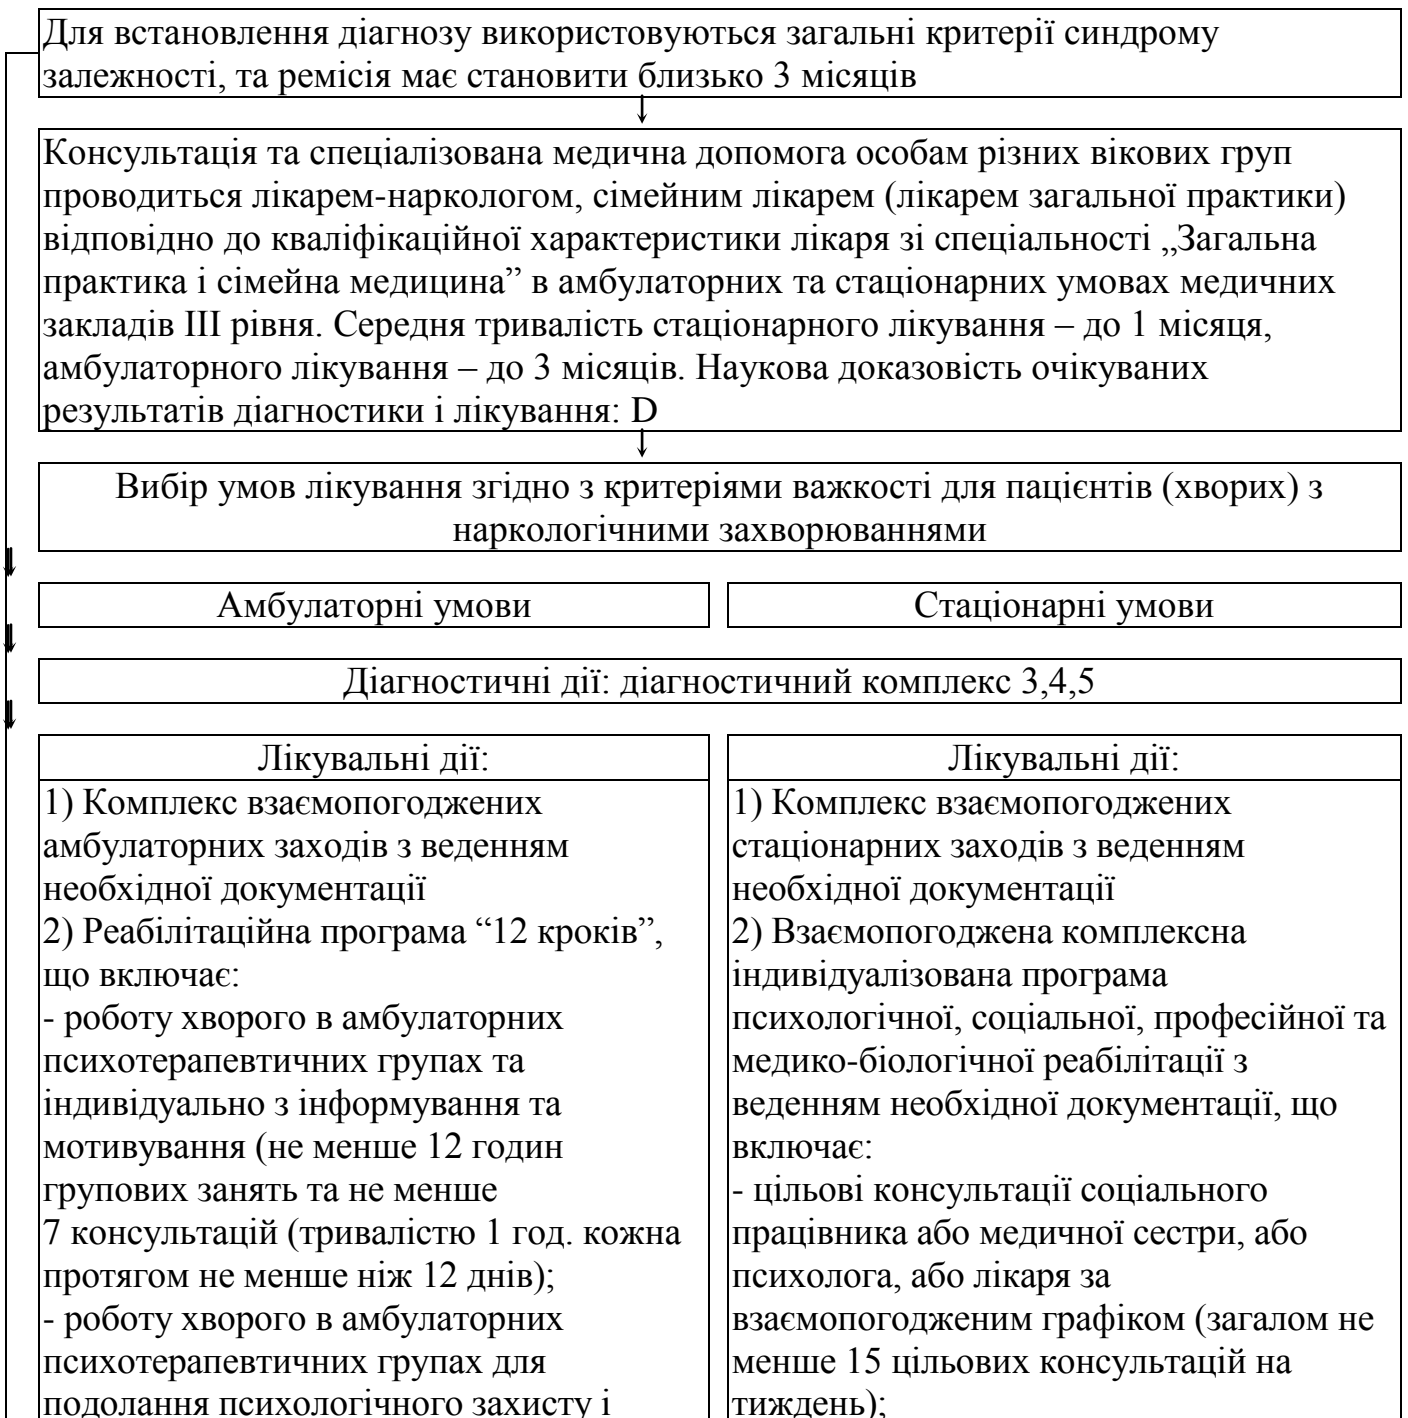 Для встановлення діагнозу використовуються загальні критерії синдрому
залежності, та ремісія має становити близько 3 місяців
Консультація та спеціалізована медична допомога особам різних вікових груп
проводиться лікарем-наркологом, сімейним лікарем (лікарем загальної практики)
відповідно до кваліфікаційної характеристики лікаря зі спеціальності „Загальна
практика і сімейна медицина” в амбулаторних та стаціонарних умовах медичних
закладів III рівня. Середня тривалість стаціонарного лікування – до 1 місяця,
амбулаторного лікування – до 3 місяців. Наукова доказовість очікуваних
результатів діагностики і лікування: D
Вибір умов лікування згідно з критеріями важкості для пацієнтів (хворих) з
наркологічними захворюваннями
Амбулаторні умови
Стаціонарні умови
Діагностичні дії: діагностичний комплекс 3,4,5
Лікувальні дії:
1) Комплекс взаємопогоджених
амбулаторних заходів з веденням
необхідної документації
2) Реабілітаційна програма “12 кроків”,
що включає:
- роботу хворого в амбулаторних
психотерапевтичних групах та
індивідуально з інформування та
мотивування (не менше 12 годин
групових занять та не менше
7 консультацій (тривалістю 1 год. кожна
протягом не менше ніж 12 днів);
- роботу хворого в амбулаторних
психотерапевтичних групах для
подолання психологічного захисту і
Лікувальні дії:
1) Комплекс взаємопогоджених
стаціонарних заходів з веденням
необхідної документації
2) Взаємопогоджена комплексна
індивідуалізована програма
психологічної, соціальної, професійної та
медико-біологічної реабілітації з
веденням необхідної документації, що
включає:
- цільові консультації соціального
працівника або медичної сестри, або
психолога, або лікаря за
взаємопогодженим графіком (загалом не
менше 15 цільових консультацій на
тиждень);